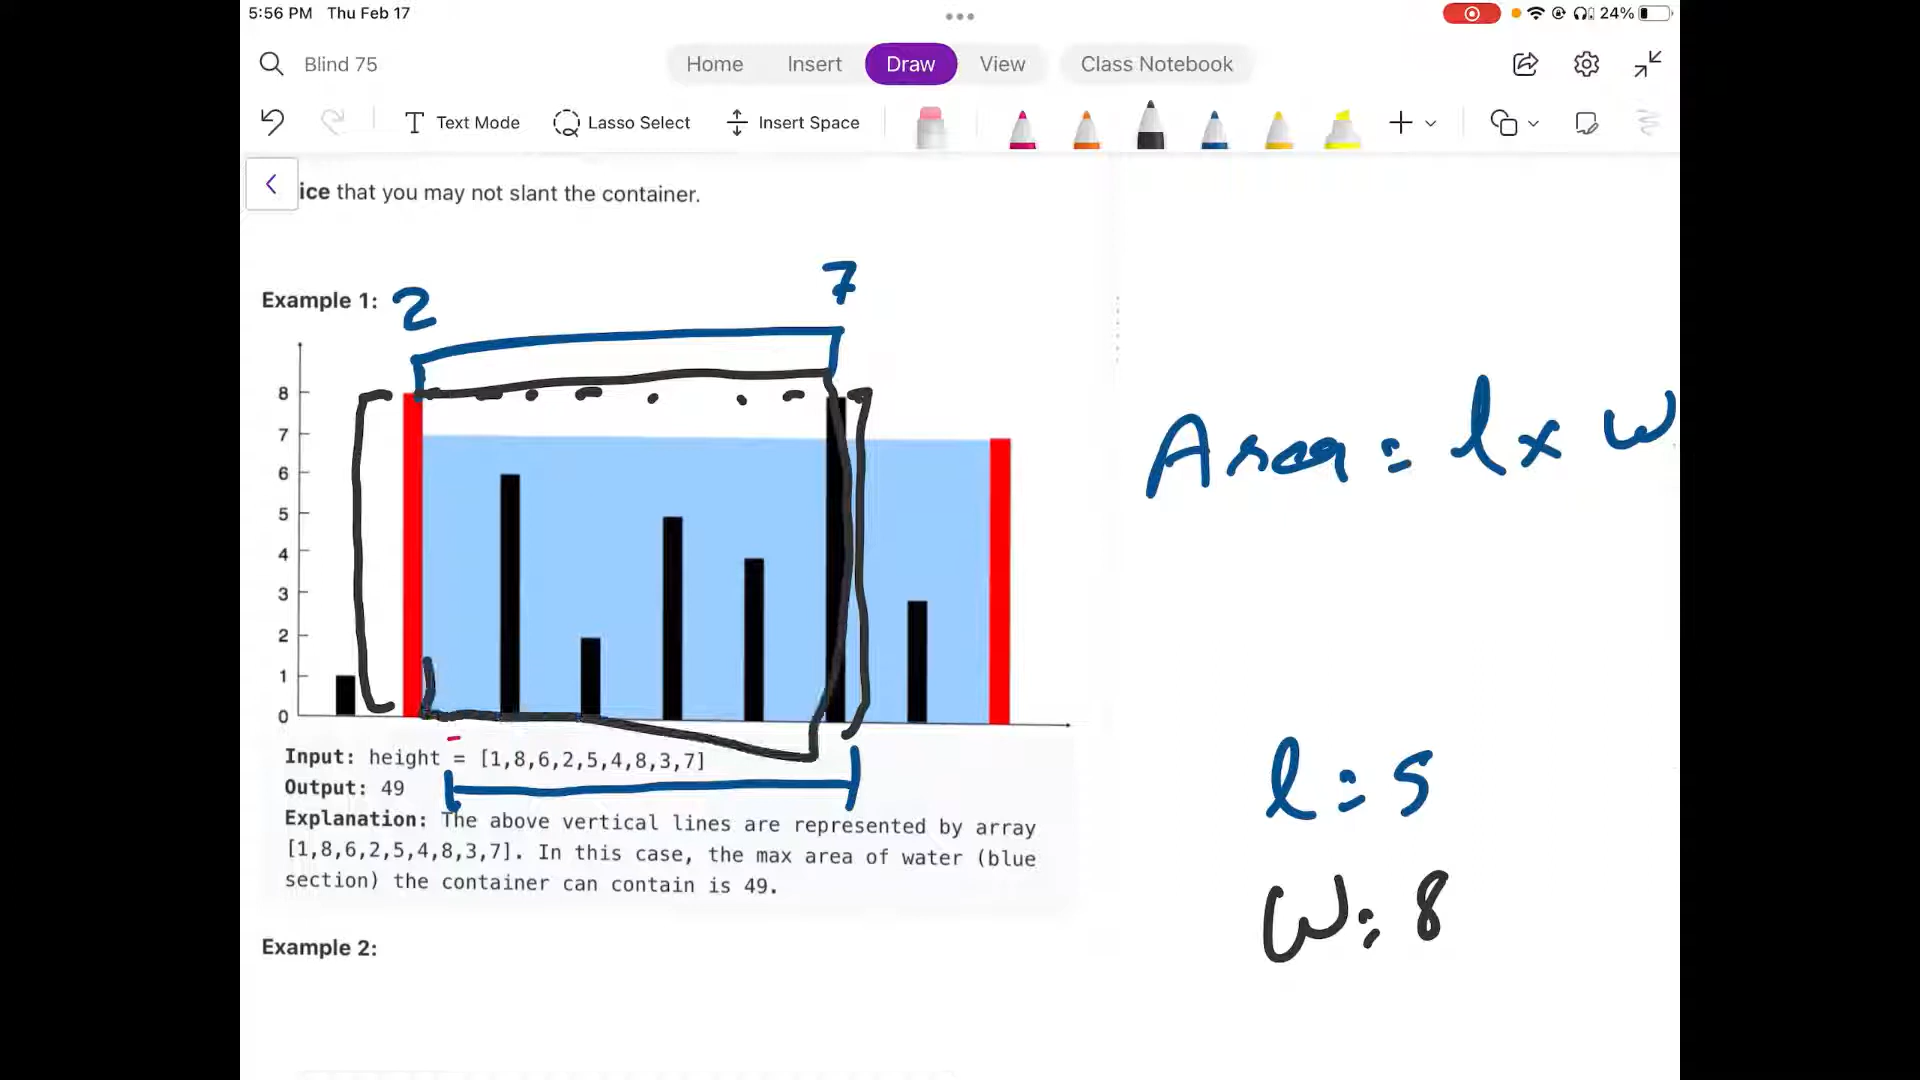 5:56 PM Thu Feb 17
24%
Blind 75
Home Insert Draw View Class Notebook
Text Mode Lasso Select Insert Space
ice that you may not slant the container.
Example 1:
2
7
8
7
6
5
4
3
2
1
0
Area = l x w
Input: height = [1,8,6,2,5,4,8,3,7]
Output: 49
Explanation: The above vertical lines are represented by array
[1,8,6,2,5,4,8,3,7]. In this case, the max area of water (blue
section) the container can contain is 49.
l = 5
w = 8
Example 2: